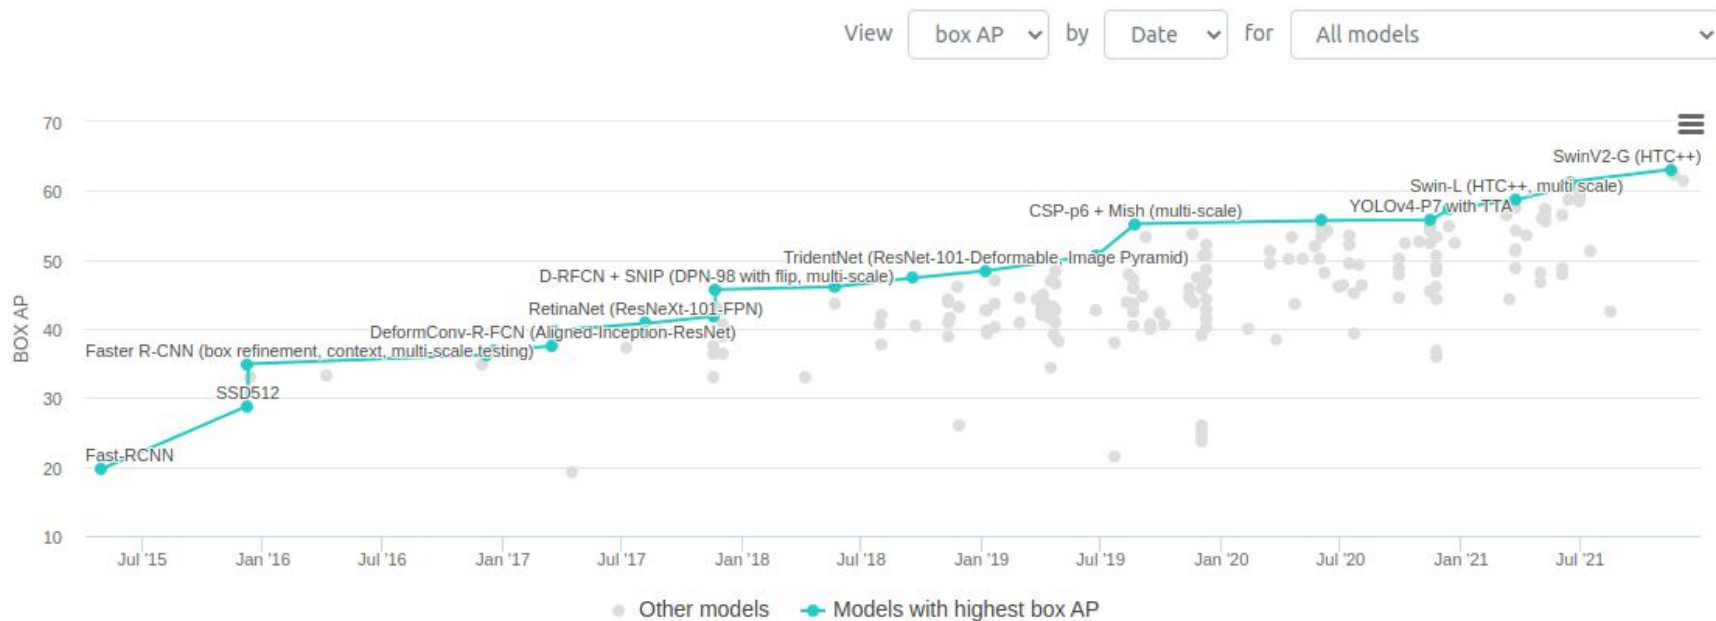 View box AP by Date for All models
70
SwinV2-G (HTC++)
60
Swin-L (HTC++, multi scale)
YOLOv4-P7 with TTA
CSP-p6 + Mish (multi-scale)
50
TridentNet (ResNet-101-Deformable, Image Pyramid)
D-RFCN + SNIP (DPN-98 with flip, multi-scale)
RetinaNet (ResNeXt-101-FPN)
40
DeformConv-R-FCN (Aligned-Inception-ResNet)
Faster R-CNN (box refinement, context, multi-scale testing)
SSD512
30
Fast-RCNN
20
10
BOX AP
Jul '15 Jan '16 Jul '16 Jan '17 Jul '17 Jan '18 Jul '18 Jan '19 Jul '19 Jan '20 Jul '20 Jan '21 Jul '21
Other models Models with highest box AP